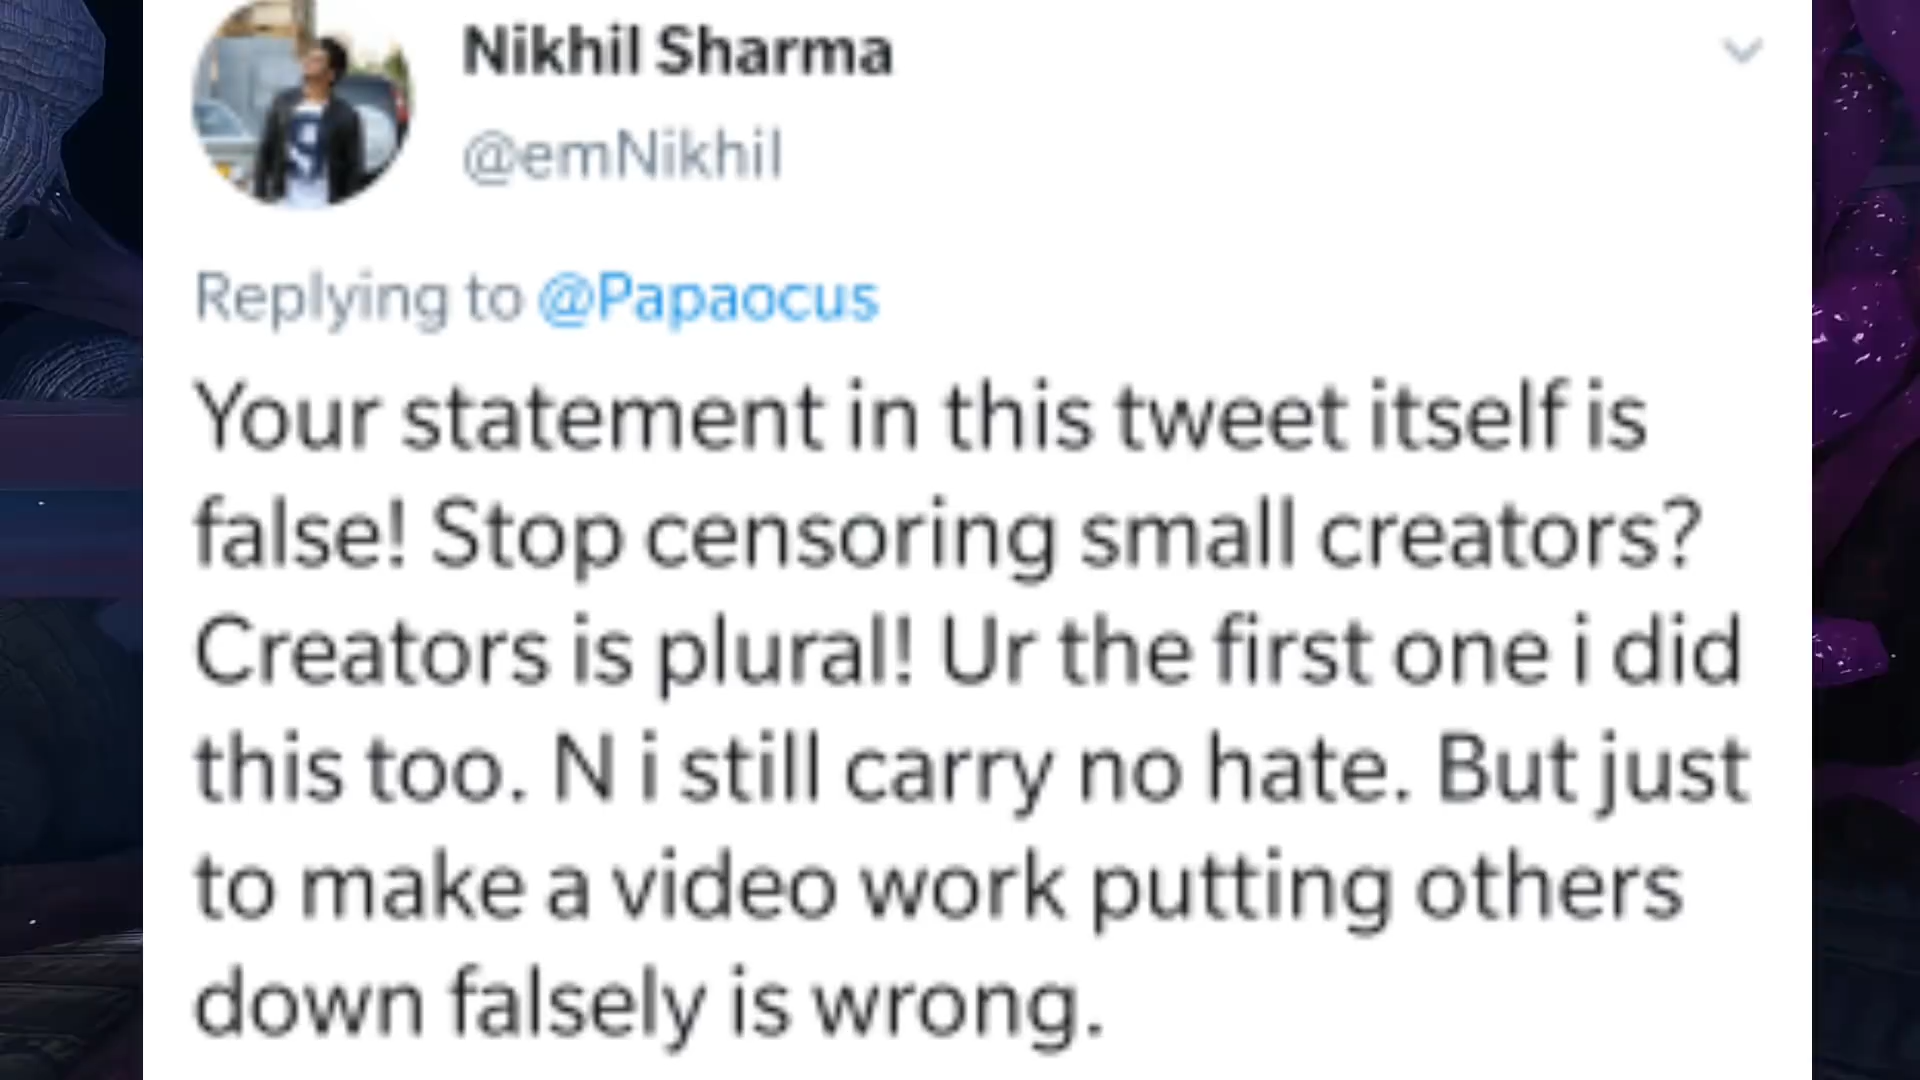 Nikhil Sharma
@emNikhil
Replying to @Papaocus
Your statement in this tweet itself is
false! Stop censoring small creators?
Creators is plural! Ur the first one i did
this too. N i still carry no hate. But just
to make a video work putting others
down falsely is wrong.